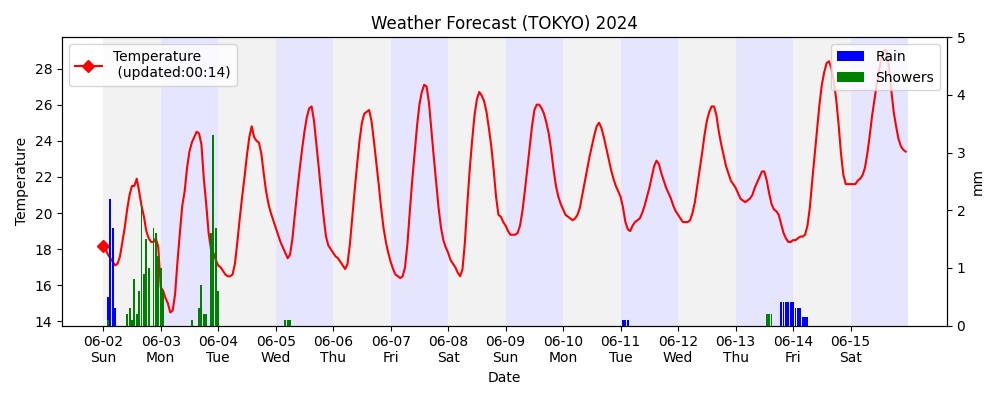 Weather Forecast (TOKYO) 2024
Temperature
(updated:00:14)
Rain
Showers
Temperature
28
26
24
22
20
18
16
14
5
4
3
2
1
0
mm
06-02 06-03 06-04 06-05 06-06 06-07 06-08 06-09 06-10 06-11 06-12 06-13 06-14 06-15
Sun Mon Tue Wed Thu Fri Sat Sun Mon Tue Wed Thu Fri Sat
Date